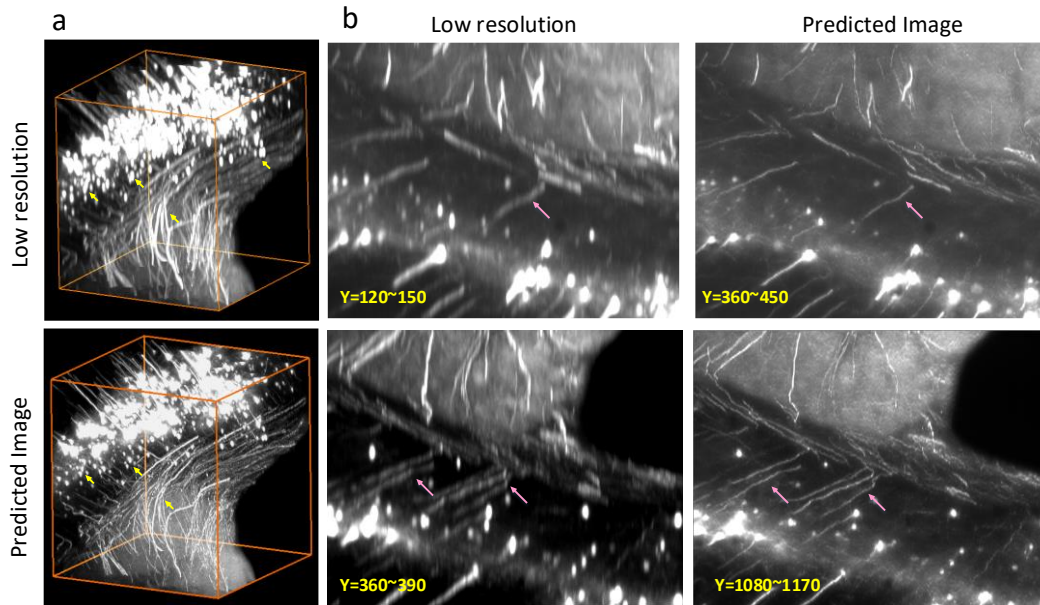 a
b
Low resolution
Predicted Image
Low resolution
Y=120~150
Y=360~450
Predicted Image
Y=360~390
Y=1080~1170